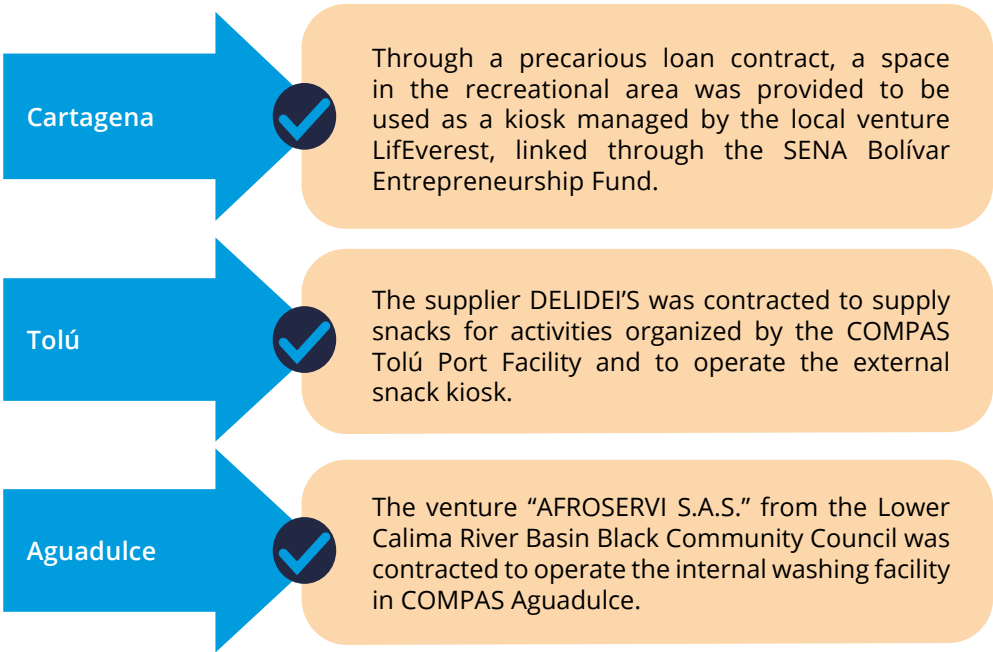 Cartagena
Through a precarious loan contract, a space
in the recreational area was provided to be
used as a kiosk managed by the local venture
LifEverest, linked through the SENA Bolívar
Entrepreneurship Fund.
Tolú
The supplier DELIDEI’S was contracted to supply
snacks for activities organized by the COMPAS
Tolú Port Facility and to operate the external
snack kiosk.
Aguadulce
The venture “AFROSERVI S.A.S.” from the Lower
Calima River Basin Black Community Council was
contracted to operate the internal washing facility
in COMPAS Aguadulce.